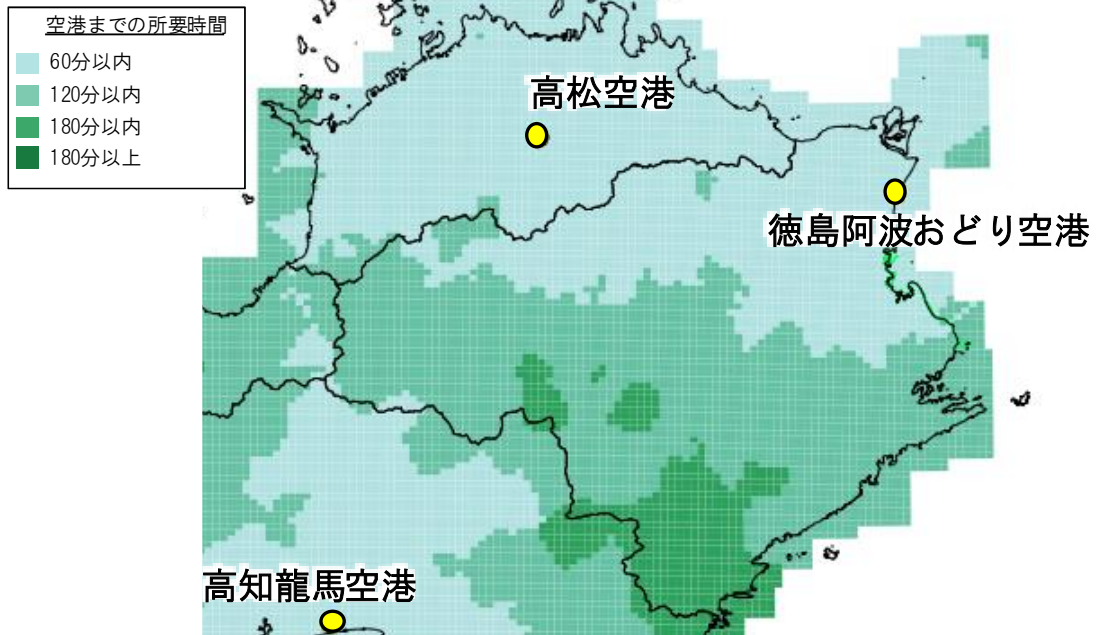 空港までの所要時間
60分以内
120分以内
180分以内
180分以上
高松空港
徳島阿波おどり空港
高知龍馬空港